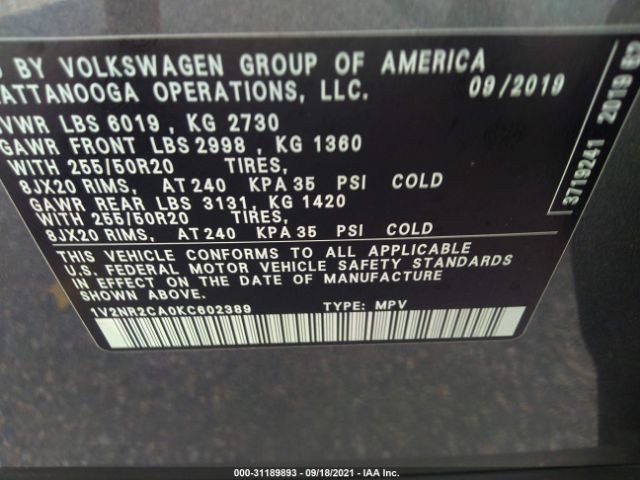 D BY VOLKSWAGEN GROUP OF AMERICA
ATTANOOGA OPERATIONS, LLC. 09/2019
VWR LBS 6019 , KG 2730
GAWR FRONT LBS 2998 , KG 1360
WITH 255/50R20 TIRES,
8JX20 RIMS, AT 240 KPA 35 PSI COLD
GAWR REAR LBS 3131, KG 1420
WITH 255/50R20 TIRES,
8JX20 RIMS, AT 240 KPA 35 PSI COLD
THIS VEHICLE CONFORMS TO ALL APPLICABLE
U.S. FEDERAL MOTOR VEHICLE SAFETY STANDARDS
IN EFFECT ON THE DATE OF MANUFACTURE
SHOWN ABOVE.
1V2NR2CA0KC602389 TYPE: MPV
3719241 2019
000-31189893 - 09/18/2021 - IAA Inc.